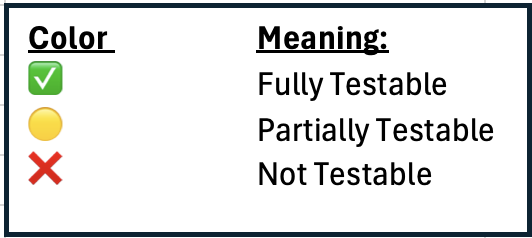 Color Meaning:
✅ Fully Testable
🟡 Partially Testable
❌ Not Testable